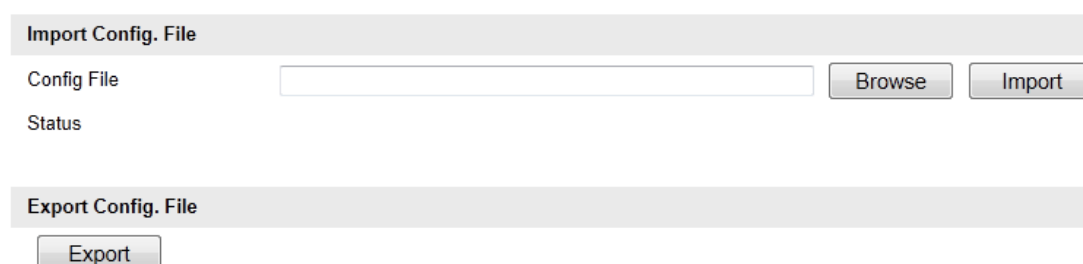 Import Config. File
Config File Browse Import
Status
Export Config. File
Export